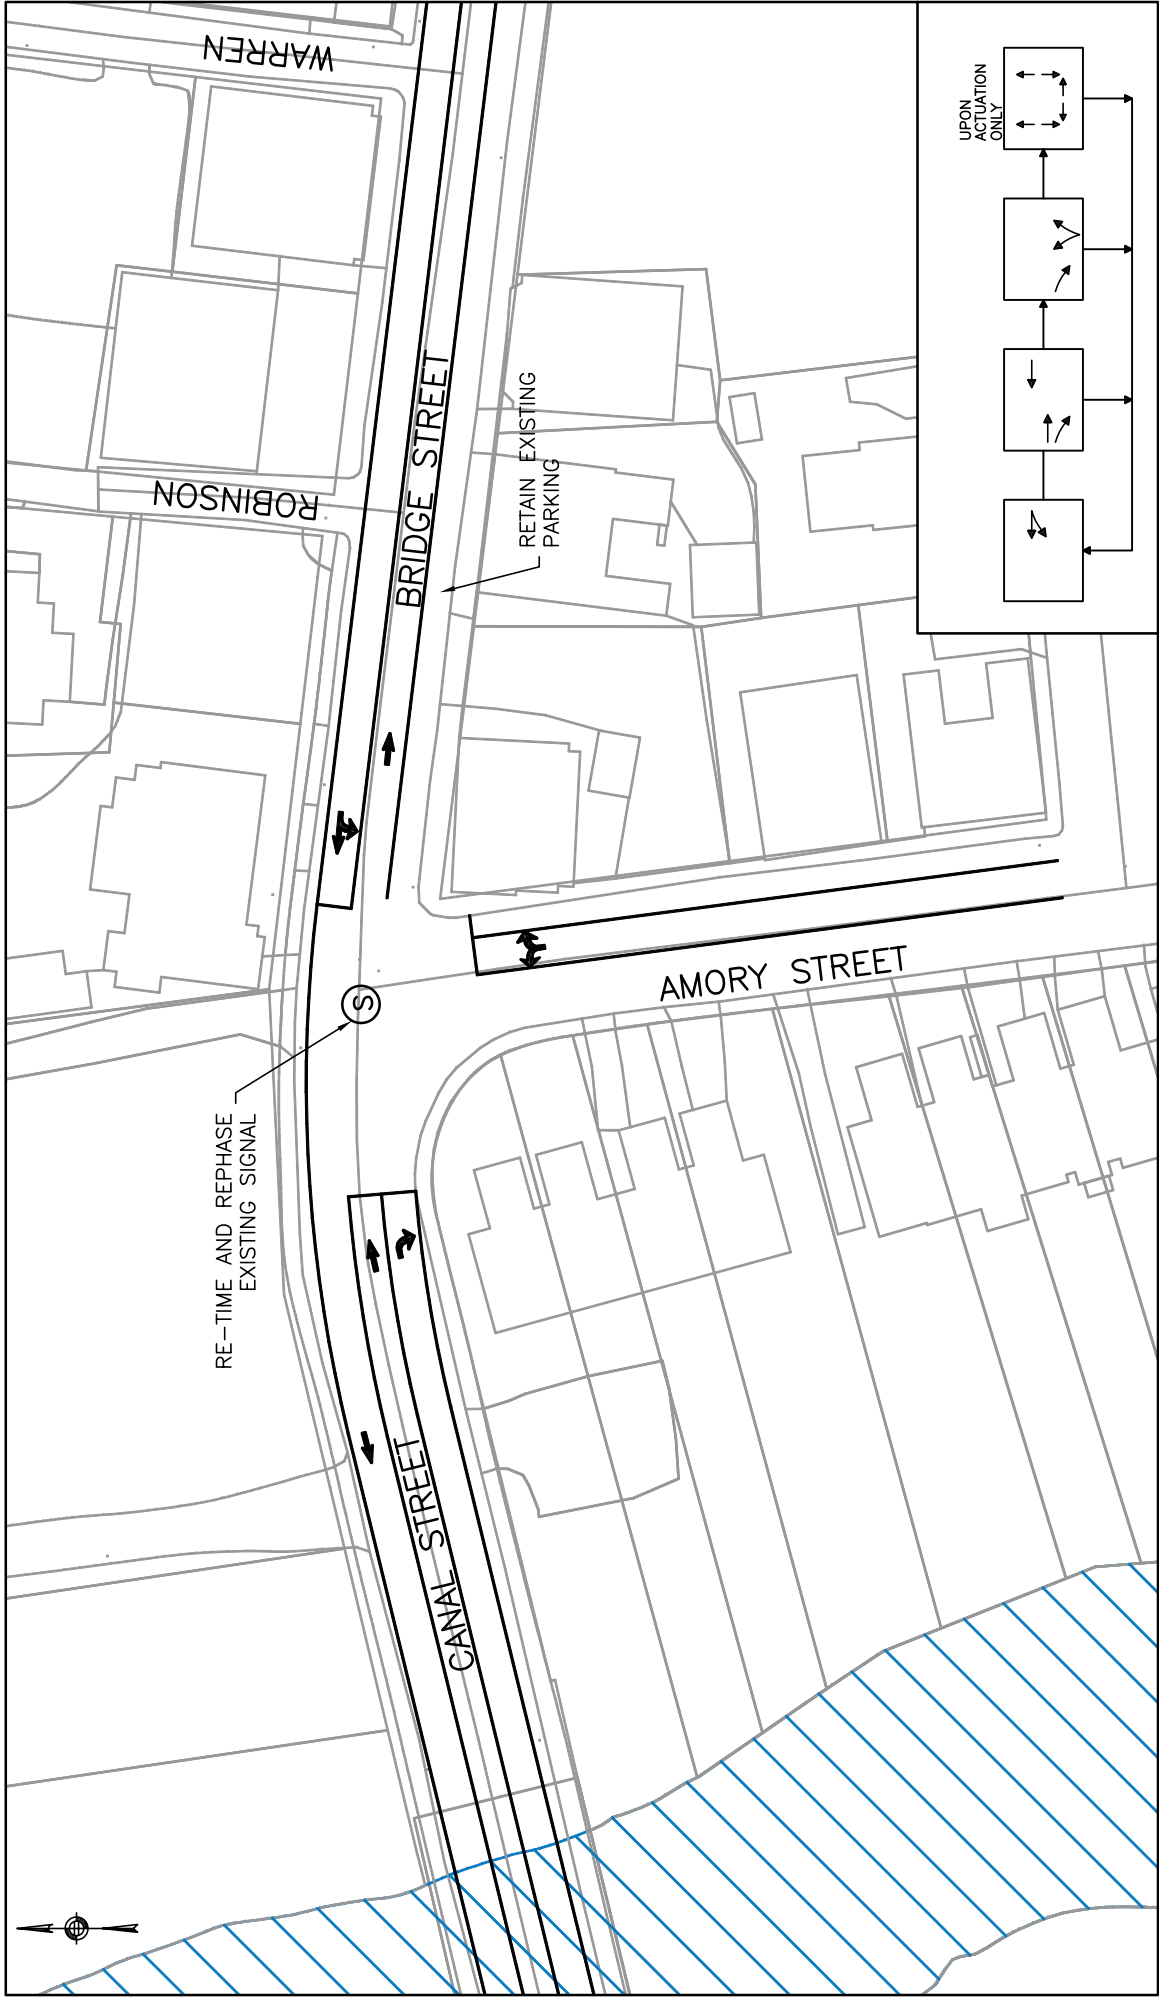 WARREN
ROBINSON
BRIDGE STREET
RETAIN EXISTING
PARKING
UPON
ACTUATION
ONLY
RE-TIME AND REPHASE
EXISTING SIGNAL
S
AMORY STREET
CANAL STREET